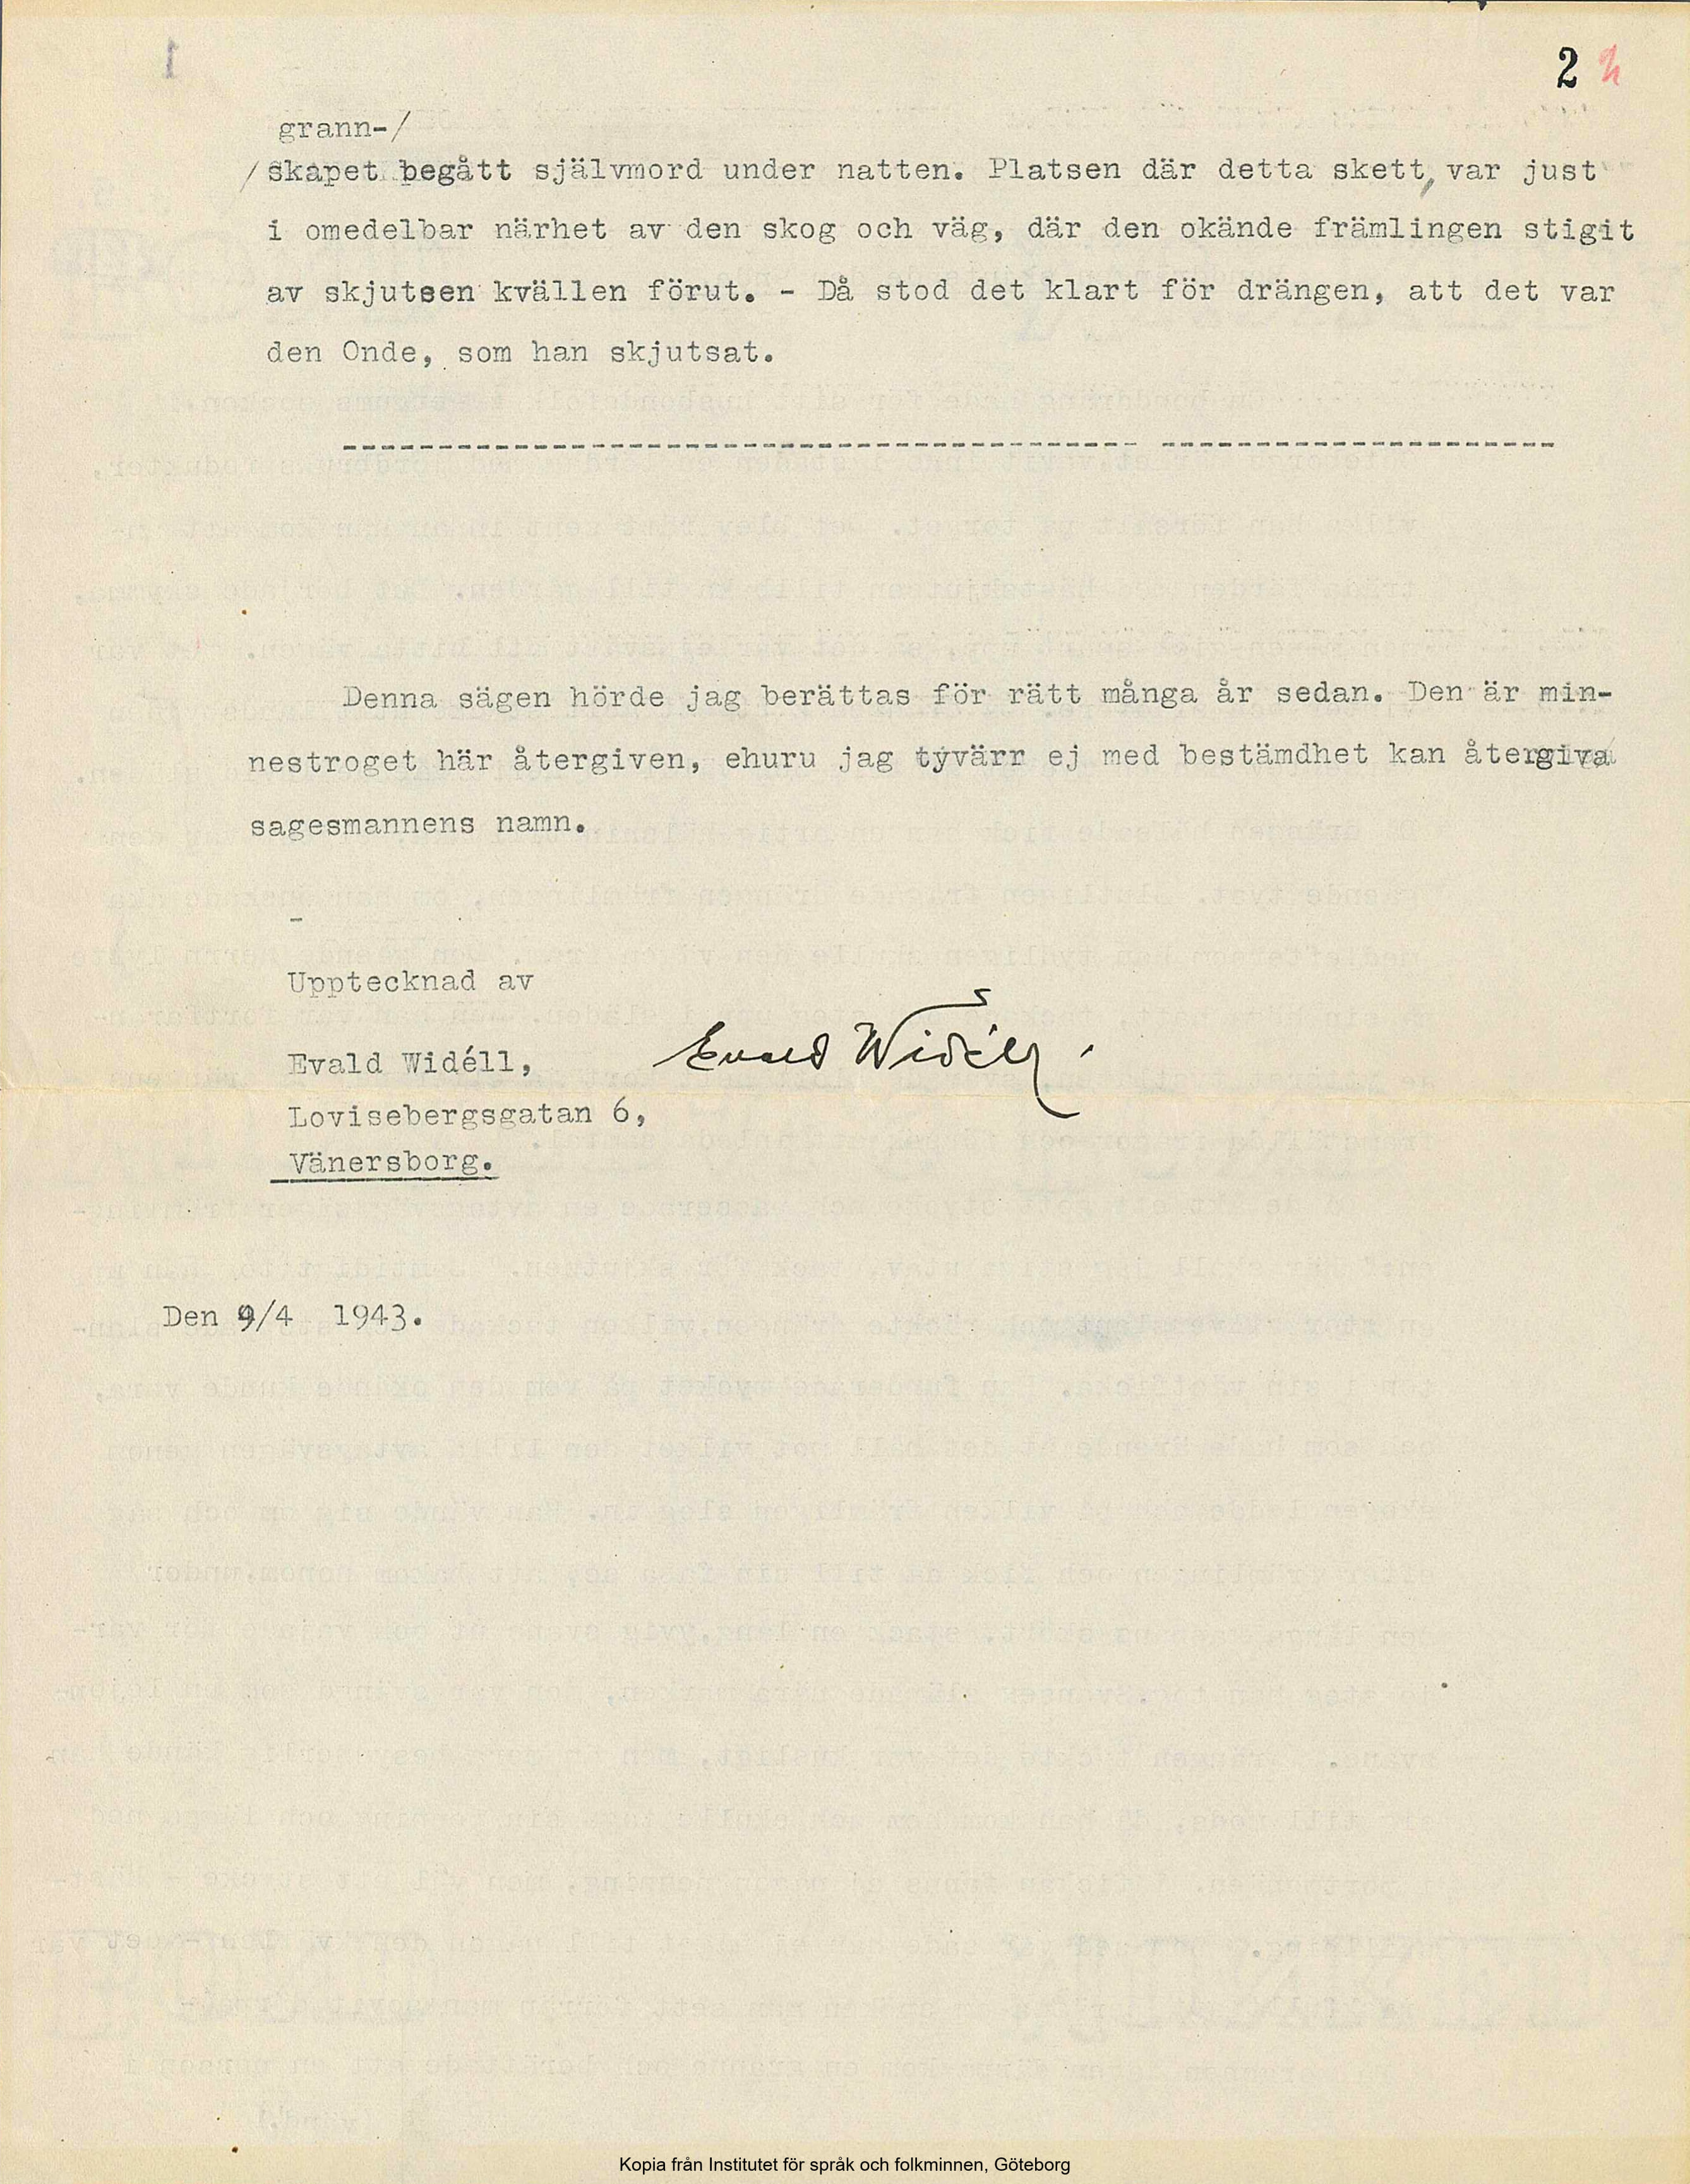 2 2
grann-/
/skapet begått självmord under natten. Platsen där detta skett, var just
i omedelbar närhet av den skog och väg, där den okände främlingen stigit
av skjutsen kvällen förut. - Då stod det klart för drängen, att det var
den Onde, som han skjutsat.
Denna sägen hörde jag berättas för rätt många år sedan. Den är min-
nestroget här återgiven, ehuru jag tyvärr ej med bestämdhet kan återgiva
sagesmannens namn.
-
Upptecknad av
Evald Widéll
Evald Widéll,
Lovisebergsgatan 6,
Vänersborg.
Den 9/4 1943.
Kopia från Institutet för språk och folkminnen, Göteborg